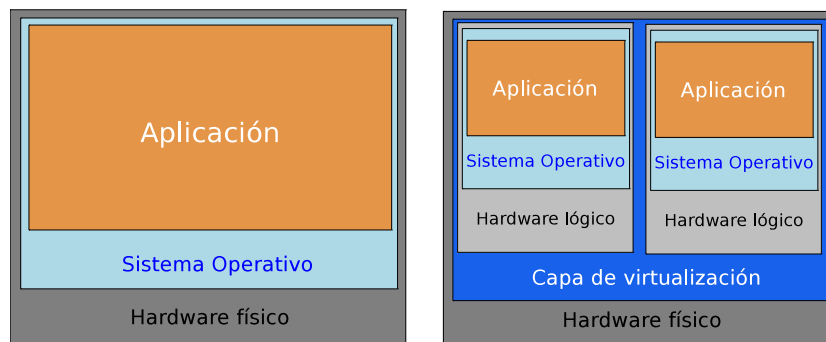 Aplicación
Sistema Operativo
Hardware físico
Aplicación
Sistema Operativo
Hardware lógico
Aplicación
Sistema Operativo
Hardware lógico
Capa de virtualización
Hardware físico